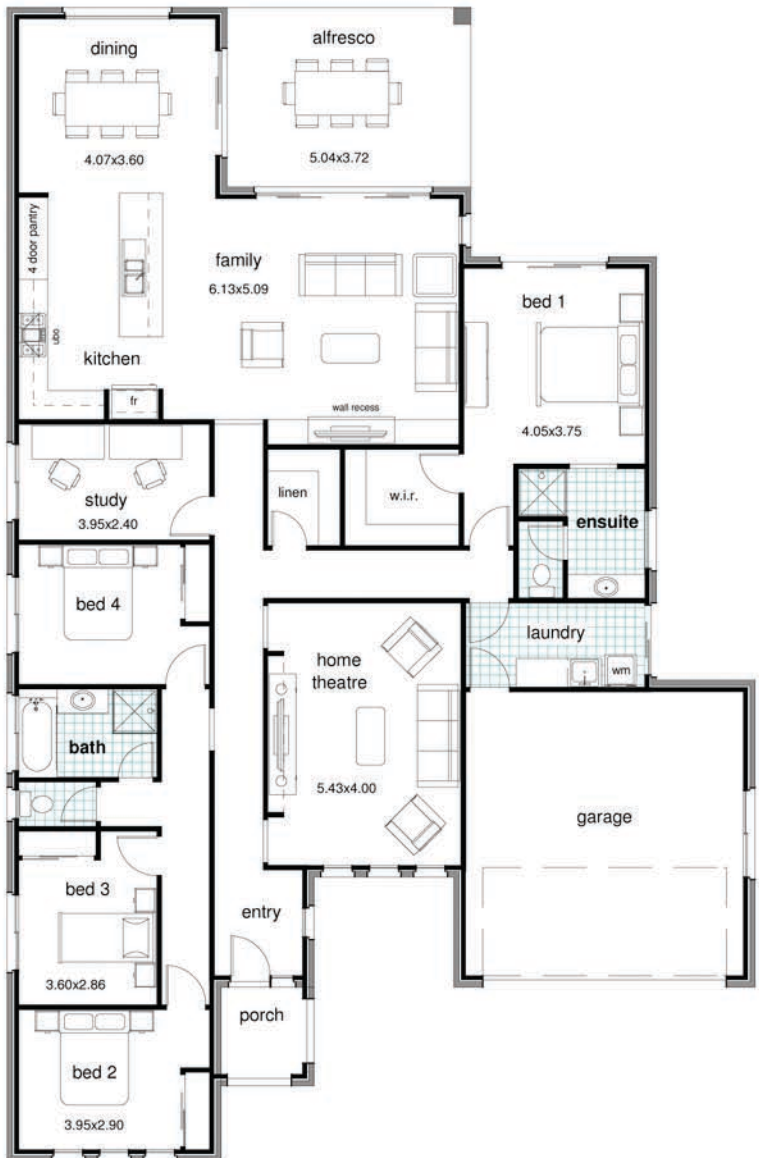 dining
4.07x3.60
alfresco
5.04x3.72
4 door pantry
family
6.13x5.09
ubo
kitchen
fr
wall recess
bed 1
4.05x3.75
study
3.95x2.40
linen
w.i.r.
ensuite
bed 4
home
theatre
5.43x4.00
laundry
wm
bath
garage
bed 3
3.60x2.86
entry
porch
bed 2
3.95x2.90